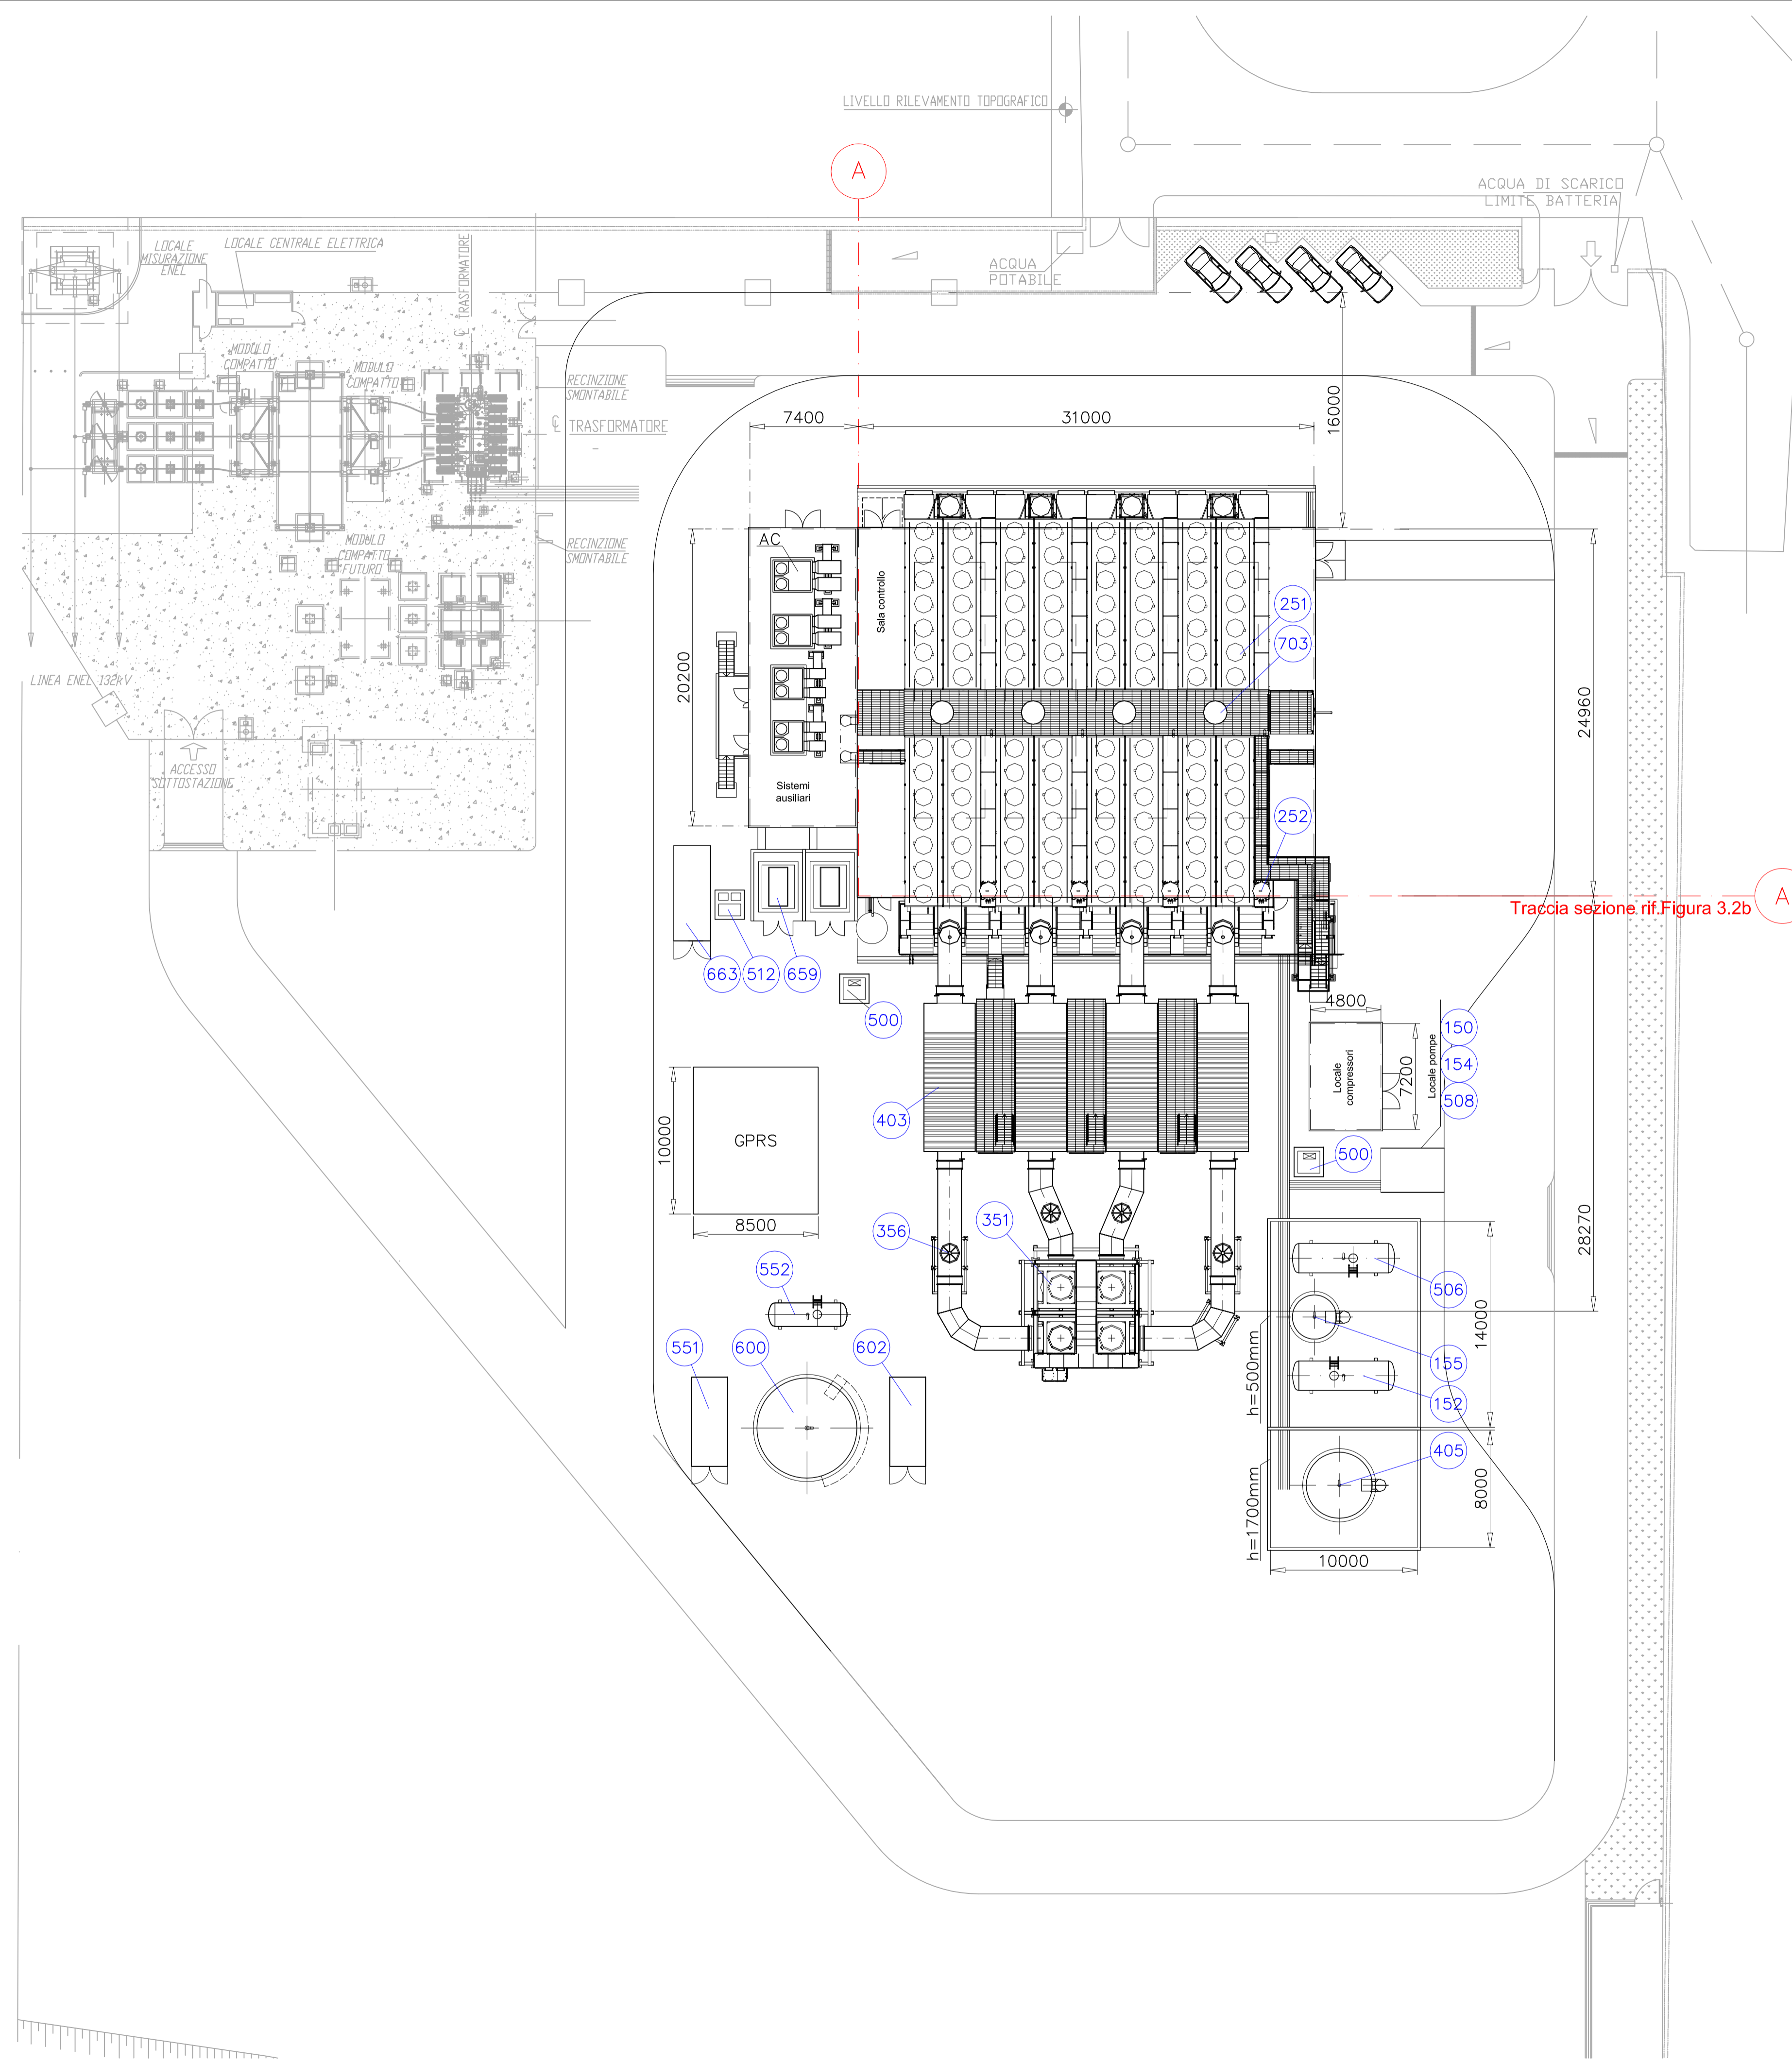 LIVELLO RILEVAMENTO TOPOGRAFICO
A
ACQUA DI SCARICO
LIMITE BATTERIA
LOCALE
MISURAZIONE
ENEL
LOCALE CENTRALE ELETTRICA
℄ TRASFORMATORE
ACQUA
POTABILE
MODULO
COMPATTO
MODULO
COMPATTO
RECINZIONE
SMONTABILE
℄ TRASFORMATORE
7400
31000
16000
MODULO
COMPATTO
FUTURO
RECINZIONE
SMONTABILE
AC
Sala controllo
251
703
20200
24960
LINEA ENEL 132kV
ACCESSO
SOTTOSTAZIONE
Sistemi
ausiliari
252
A
Traccia sezione rif.Figura 3.2b
663
512
659
500
4800
7200
Locale
compressori
Locale pompe
150
154
508
403
10000
GPRS
8500
500
356
351
28270
552
506
14000
h=500mm
155
152
551
600
602
405
8000
h=1700mm
10000